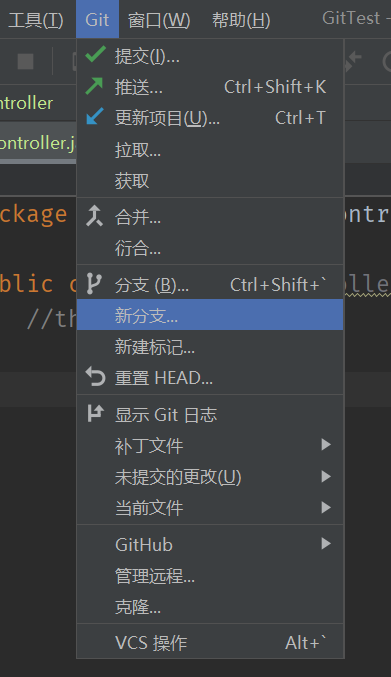 工具(T) Git 窗口(W) 帮助(H) GitTest -
ntroller
ontroller.j
ckage ontr
blic c olle
//th
提交(I)...
推送... Ctrl+Shift+K
更新项目(U)... Ctrl+T
拉取...
获取
合并...
衍合...
分支 (B)... Ctrl+Shift+`
新分支...
新建标记...
重置 HEAD...
显示 Git 日志
补丁文件
未提交的更改(U)
当前文件
GitHub
管理远程...
克隆...
VCS 操作 Alt+`